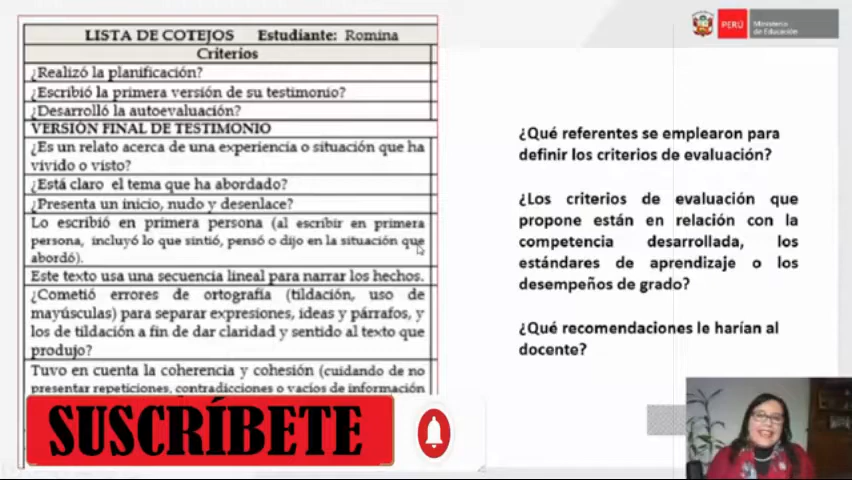 LISTA DE COTEJOS Estudiante: Romina
Criterios
¿Realizó la planificación?
¿Escribió la primera versión de su testimonio?
¿Desarrolló la autoevaluación?
VERSIÓN FINAL DE TESTIMONIO
¿Es un relato acerca de una experiencia o situación que ha
vivido o visto?
¿Está claro el tema que ha abordado?
¿Presenta un inicio, nudo y desenlace?
Lo escribió en primera persona (al escribir en primera
persona, incluyó lo que sintió, pensó o dijo en la situación que
abordó).
Este texto usa una secuencia lineal para narrar los hechos.
¿Cometió errores de ortografía (tildación, uso de
mayúsculas) para separar expresiones, ideas y párrafos, y
los de tildación a fin de dar claridad y sentido al texto que
produjo?
Tuvo en cuenta la coherencia y cohesión (cuidando de no
presentar repeticiones, contradicciones o vacíos de información
SUSCRÍBETE
PERÚ
Ministerio
de Educación
¿Qué referentes se emplearon para
definir los criterios de evaluación?
¿Los criterios de evaluación que
propone están en relación con la
competencia desarrollada, los
estándares de aprendizaje o los
desempeños de grado?
¿Qué recomendaciones le harían al
docente?